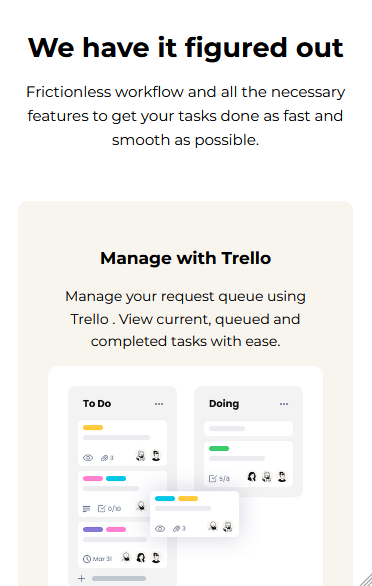 We have it figured out
Frictionless workflow and all the necessary
features to get your tasks done as fast and
smooth as possible.
Manage with Trello
Manage your request queue using
Trello . View current, queued and
completed tasks with ease.
To Do
Doing
3
5/8
0/10
3
Mar 31